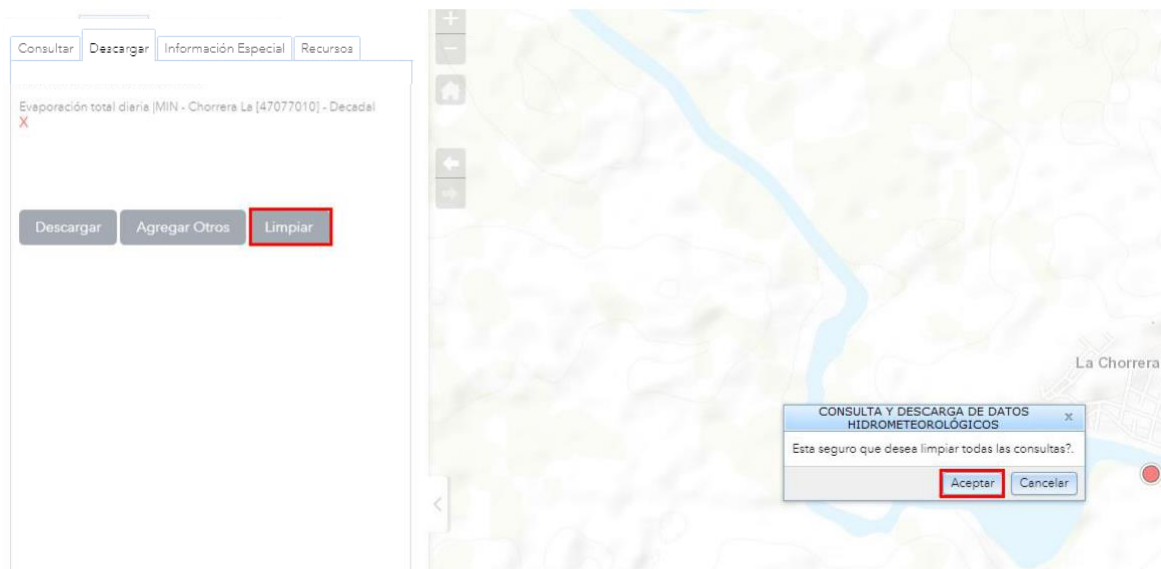 Consultar Descargar Información Especial Recursos
Evaporación total diaria |MIN - Chorrera La [47077010] - Decadal
X
Descargar Agregar Otros Limpiar
La Chorrera
CONSULTA Y DESCARGA DE DATOS
HIDROMETEOROLÓGICOS
x
Esta seguro que desea limpiar todas las consultas?.
Aceptar Cancelar